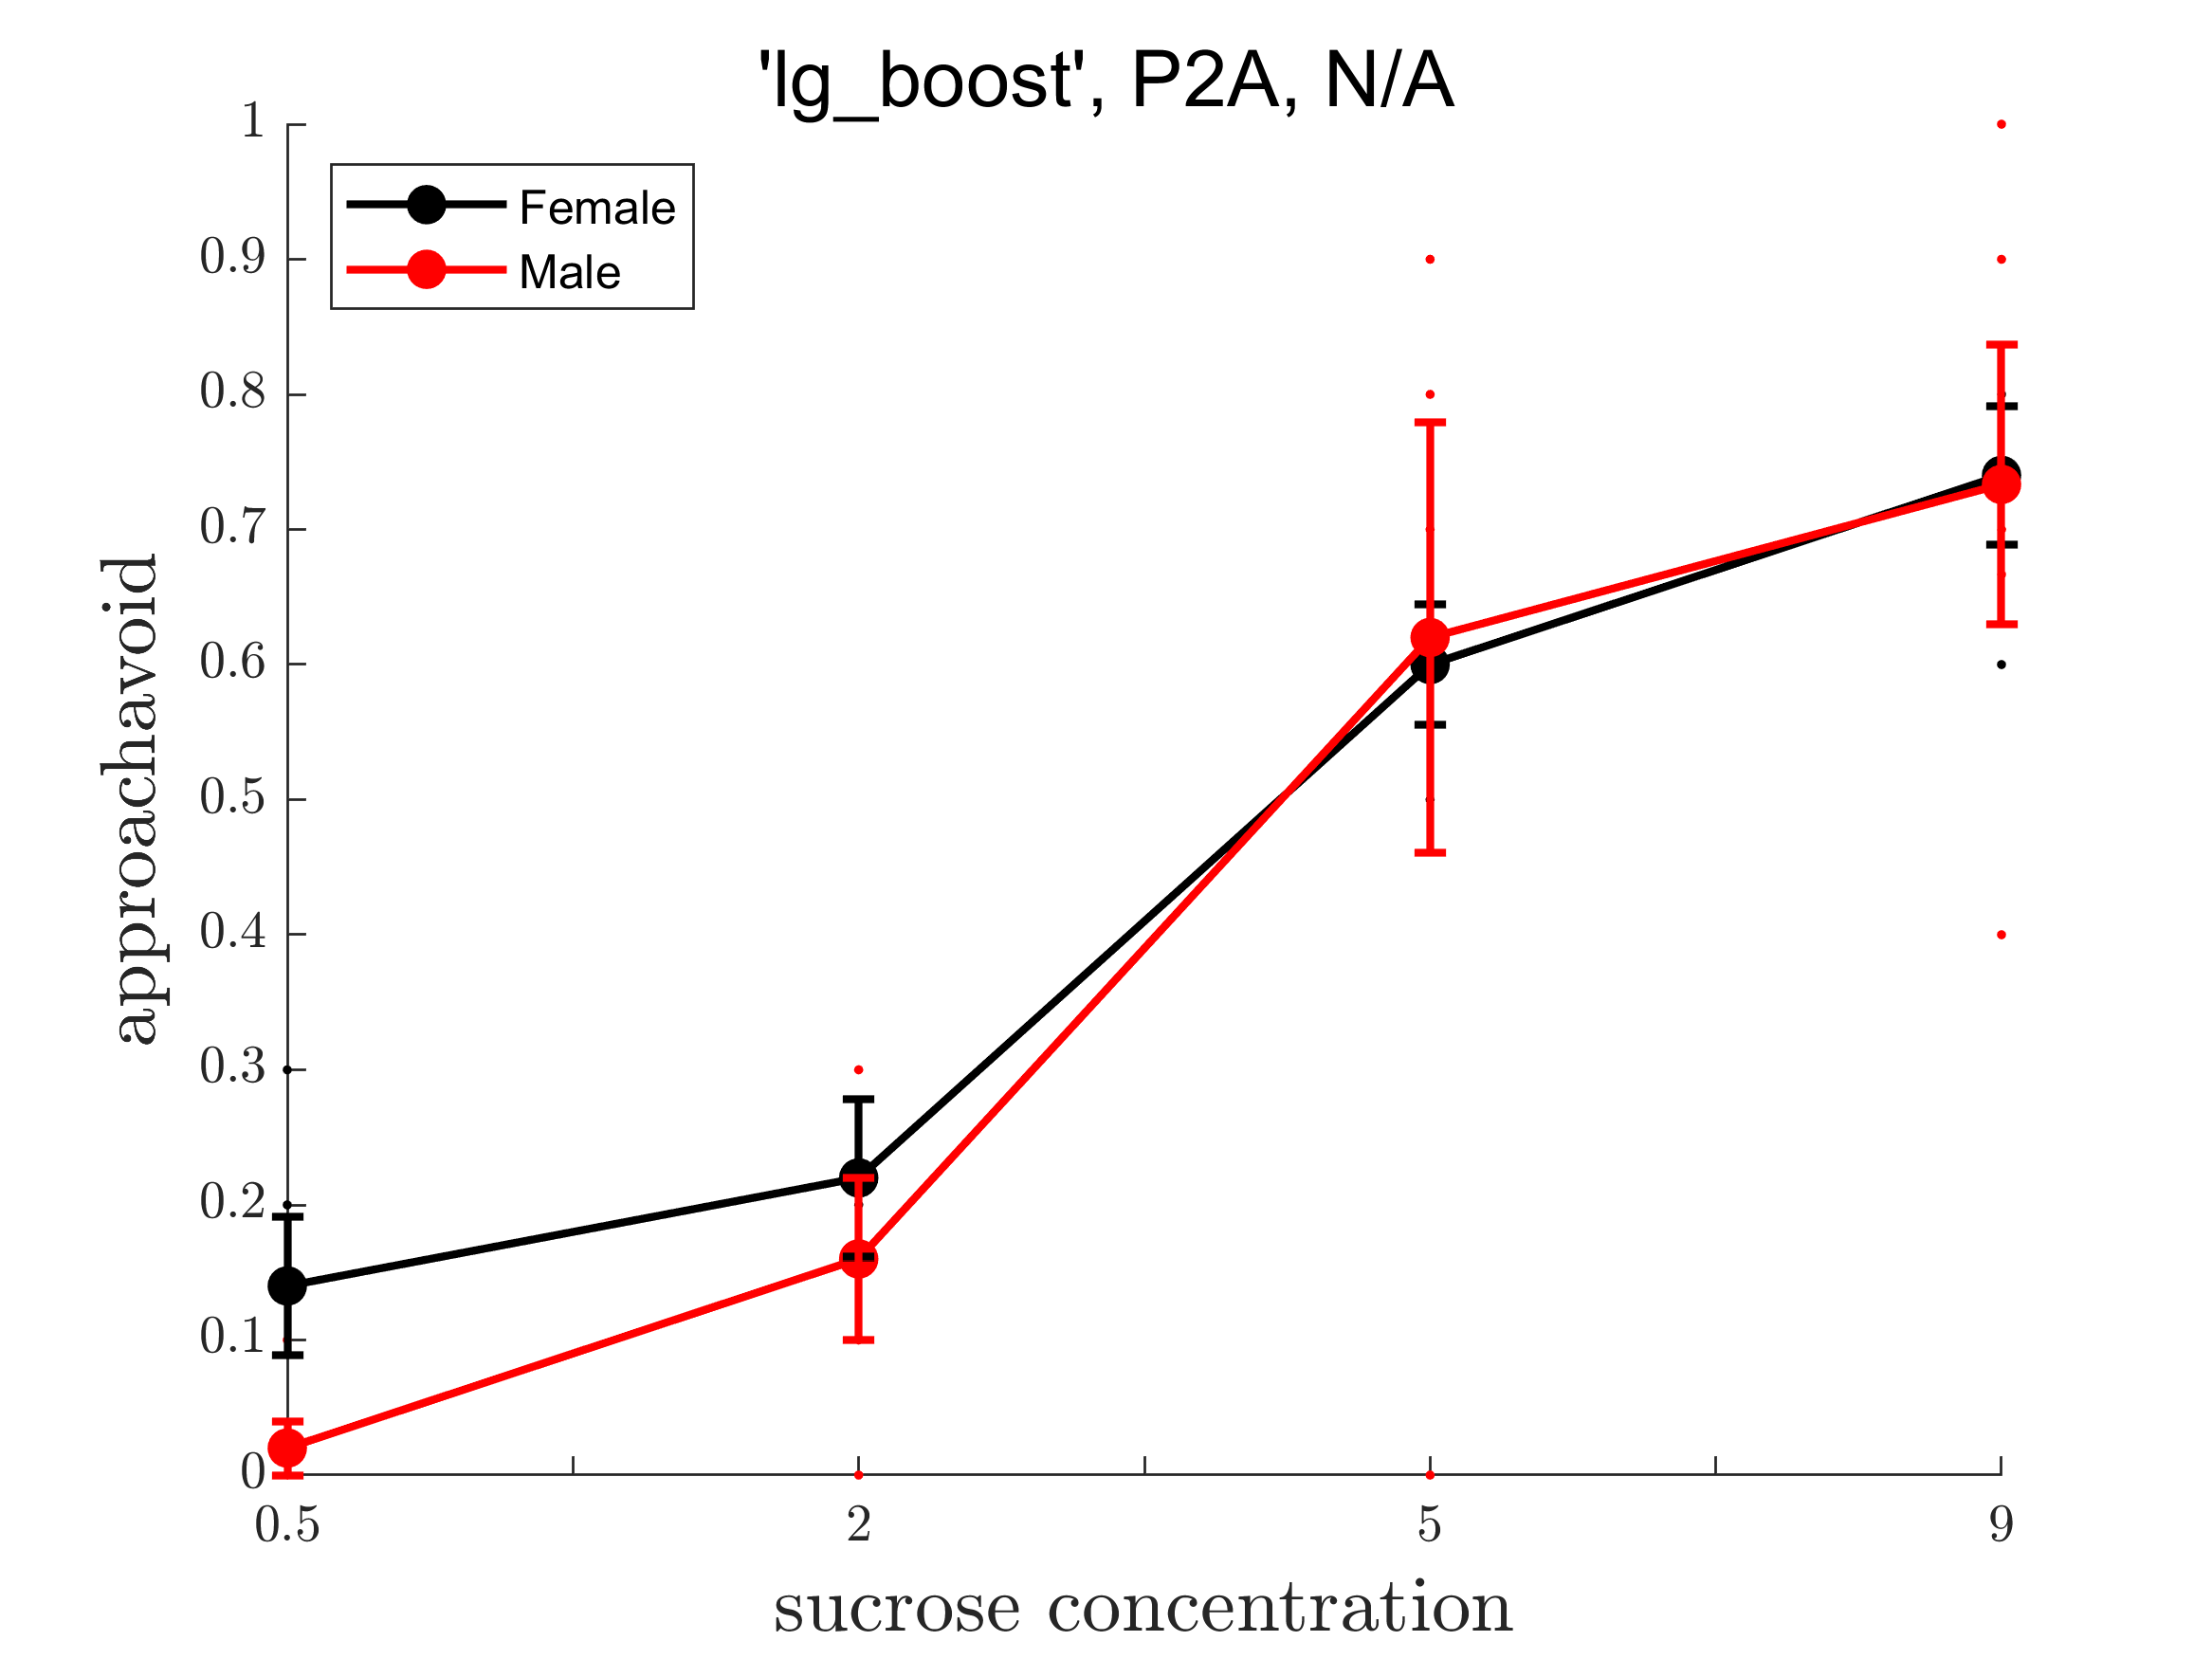 'lg_boost', P2A, N/A
Female
Male
1
0.9
0.8
0.7
0.6
0.5
0.4
0.3
0.2
0.1
0
approachavoid
0.5 2 5 9
sucrose concentration